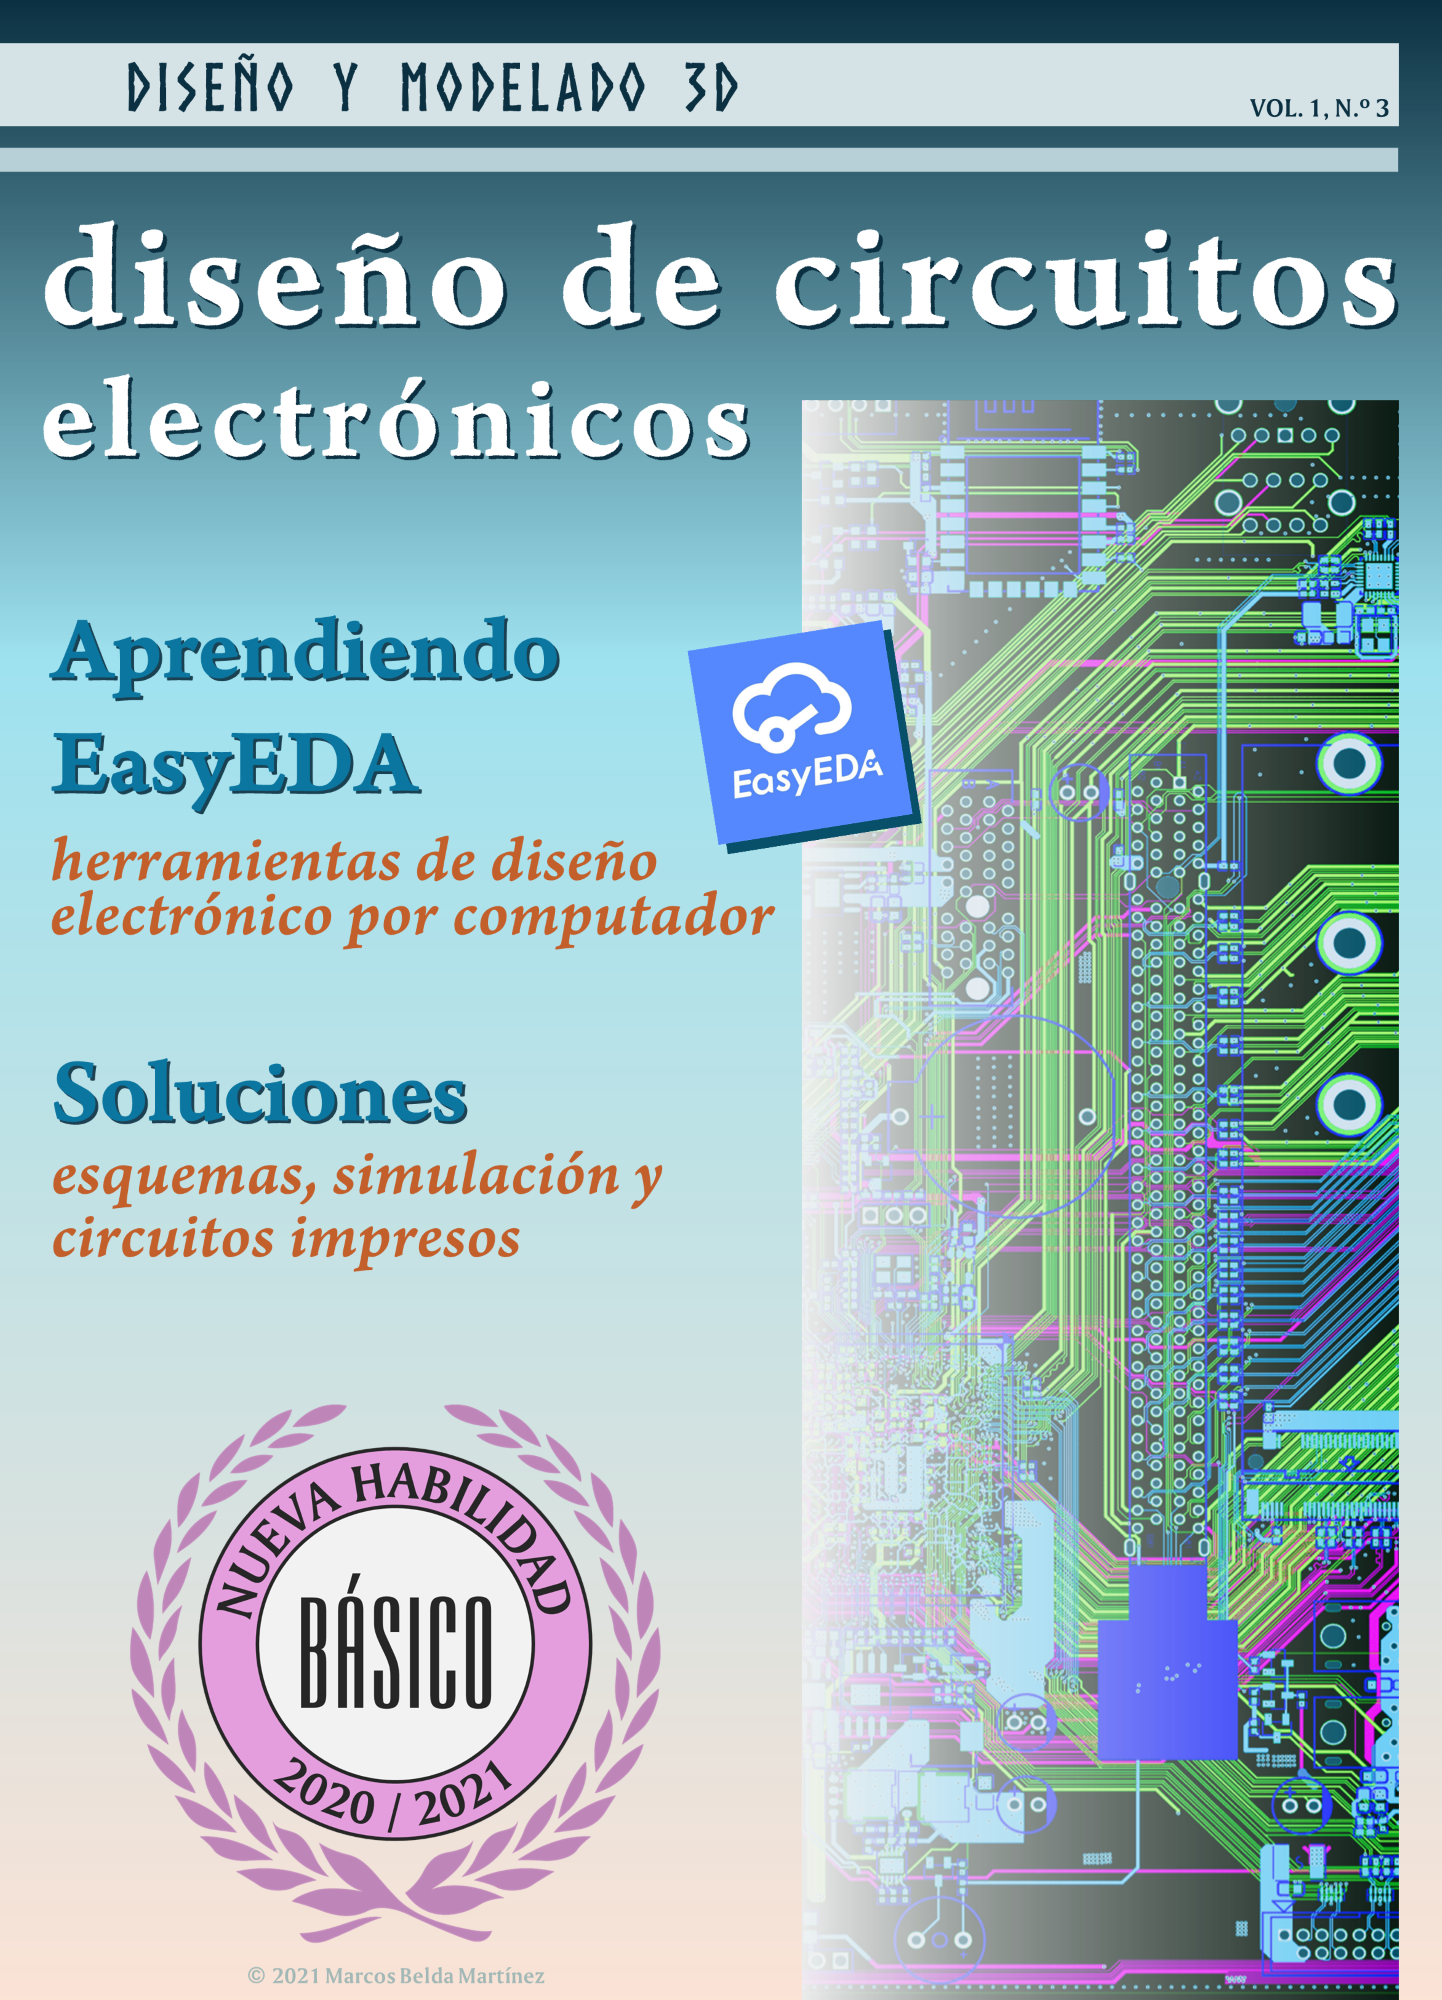 DISEÑO Y MODELADO 3D
VOL. 1, N.º 3
diseño de circuitos
electrónicos
Aprendiendo
EasyEDA
EasyEDA
herramientas de diseño
electrónico por computador
Soluciones
esquemas, simulación y
circuitos impresos
NUEVA HABILIDAD
BÁSICO
2020 / 2021
© 2021 Marcos Belda Martínez